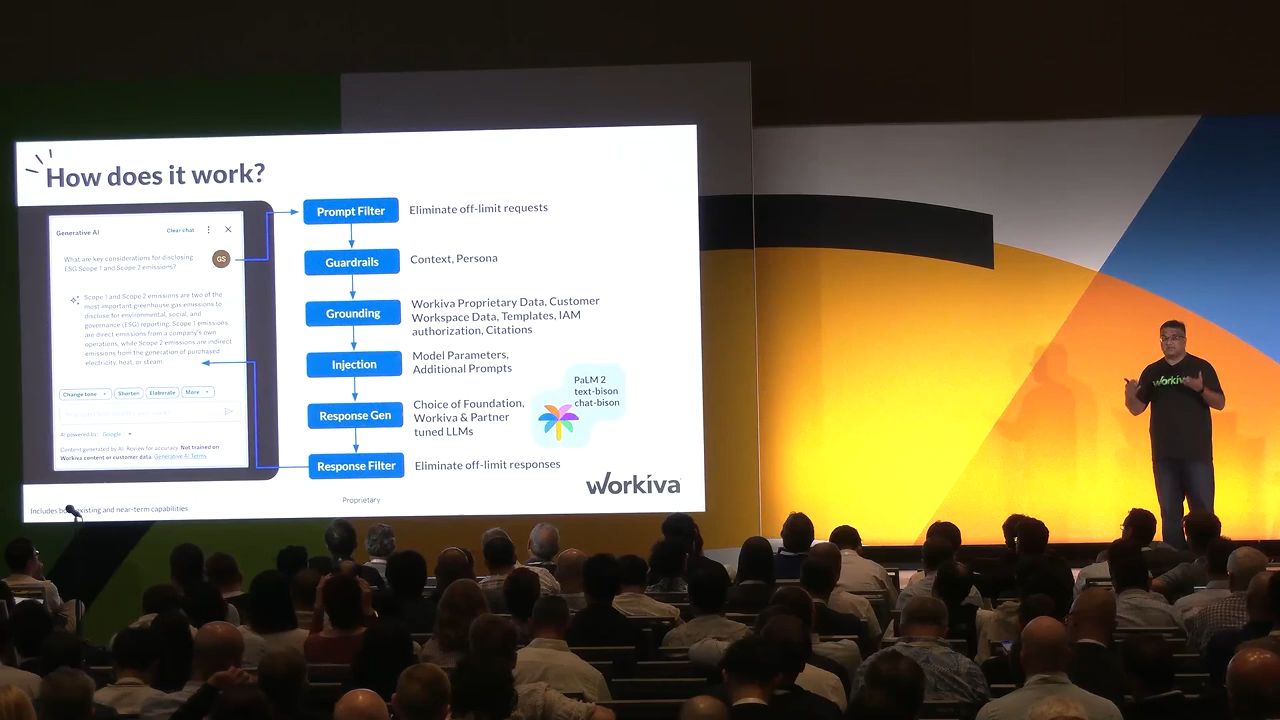 How does it work?
Generative AI
Clear chat
What are key considerations for disclosing
ESG Scope 1 and Scope 2 emissions?
GS
Scope 1 and Scope 2 emissions are two of the
most important greenhouse gas emissions to
disclose for environmental, social, and
governance (ESG) reporting. Scope 1 emissions
are direct emissions from a company's own
operations, while Scope 2 emissions are indirect
emissions from the generation of purchased
electricity, heat, or steam.
Change tone
Shorten
Elaborate
More
AI powered by: Google
Content generated by AI. Review for accuracy. Not trained on
Workiva content or customer data. Generative AI Terms
Prompt Filter
Eliminate off-limit requests
Guardrails
Context, Persona
Grounding
Workiva Proprietary Data, Customer
Workspace Data, Templates, IAM
authorization, Citations
Injection
Model Parameters,
Additional Prompts
Response Gen
Choice of Foundation,
Workiva & Partner
tuned LLMs
PaLM 2
text-bison
chat-bison
Response Filter
Eliminate off-limit responses
Proprietary
workiva
Includes existing and near-term capabilities
workiva